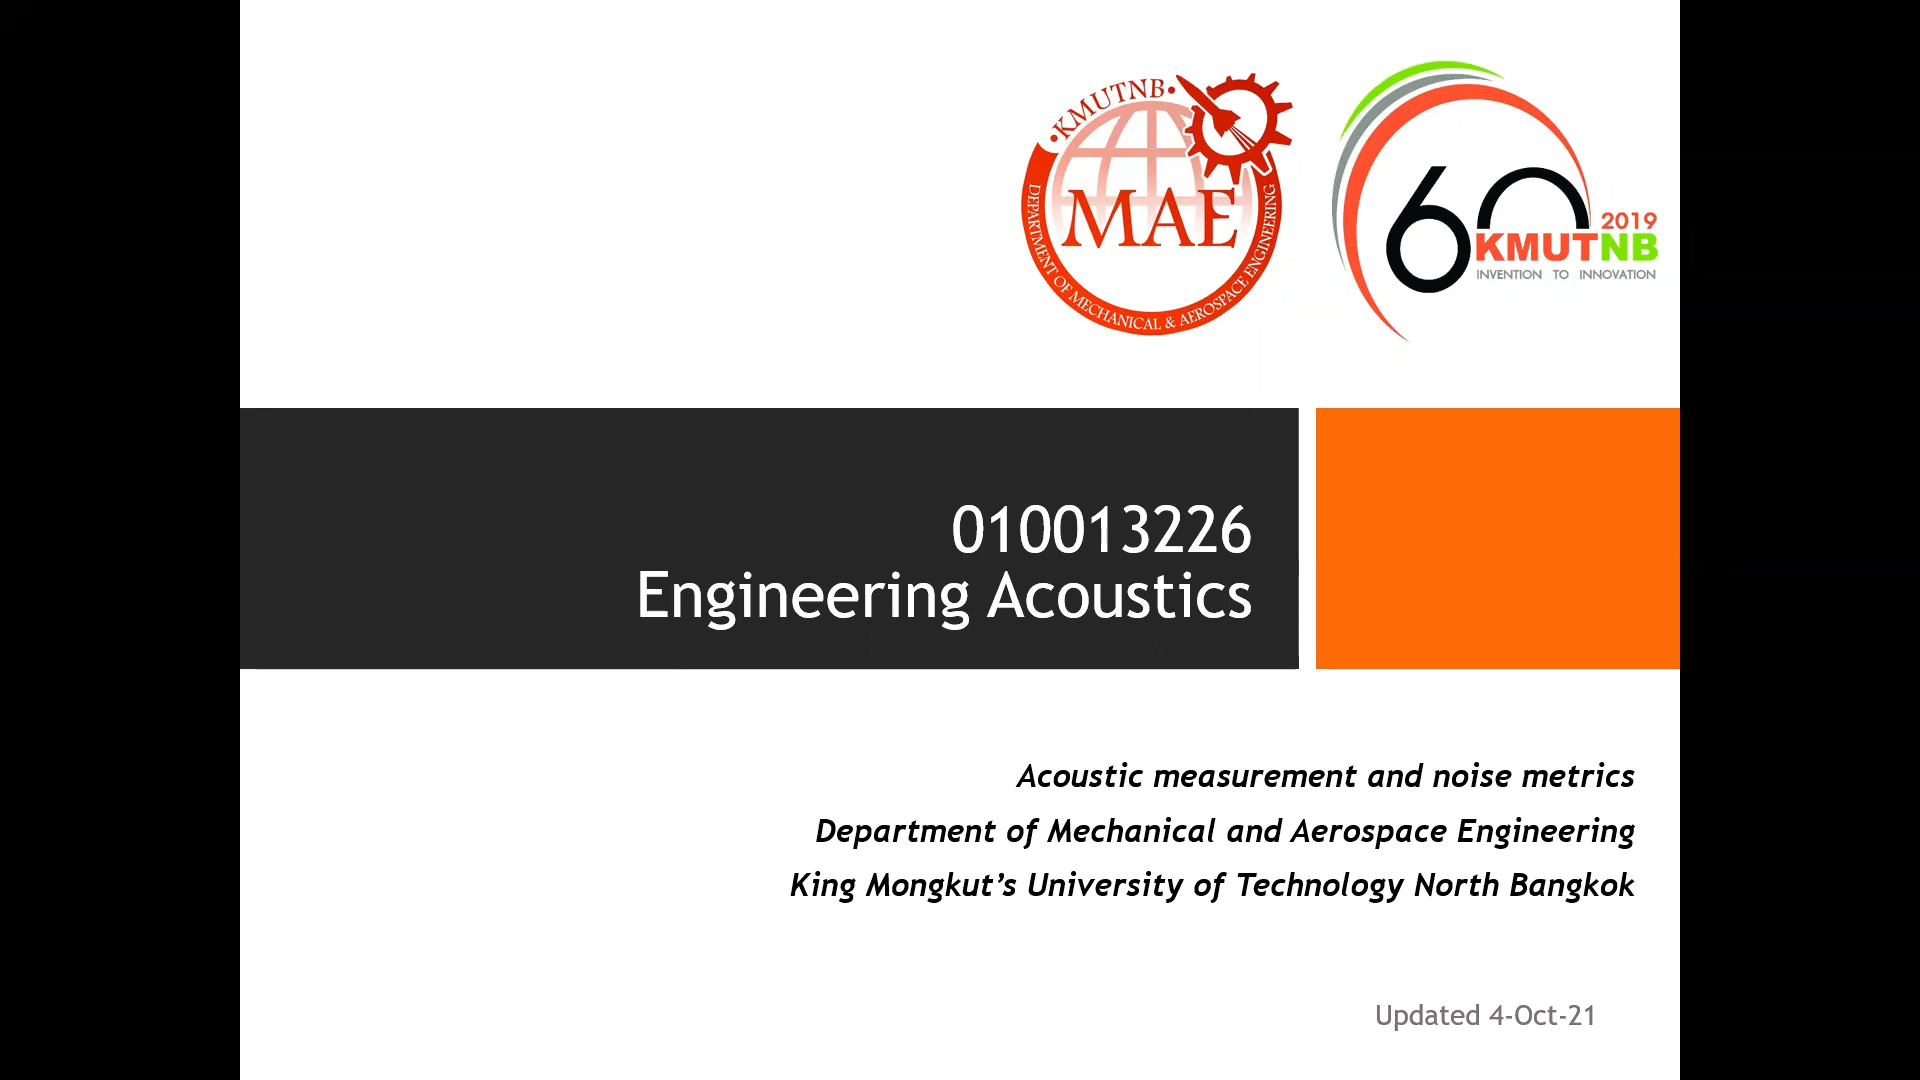 •KMUTNB•
MAE
DEPARTMENT OF MECHANICAL & AEROSPACE ENGINEERING
60
2019
KMUTNB
INVENTION TO INNOVATION
010013226
Engineering Acoustics
Acoustic measurement and noise metrics
Department of Mechanical and Aerospace Engineering
King Mongkut’s University of Technology North Bangkok
Updated 4-Oct-21